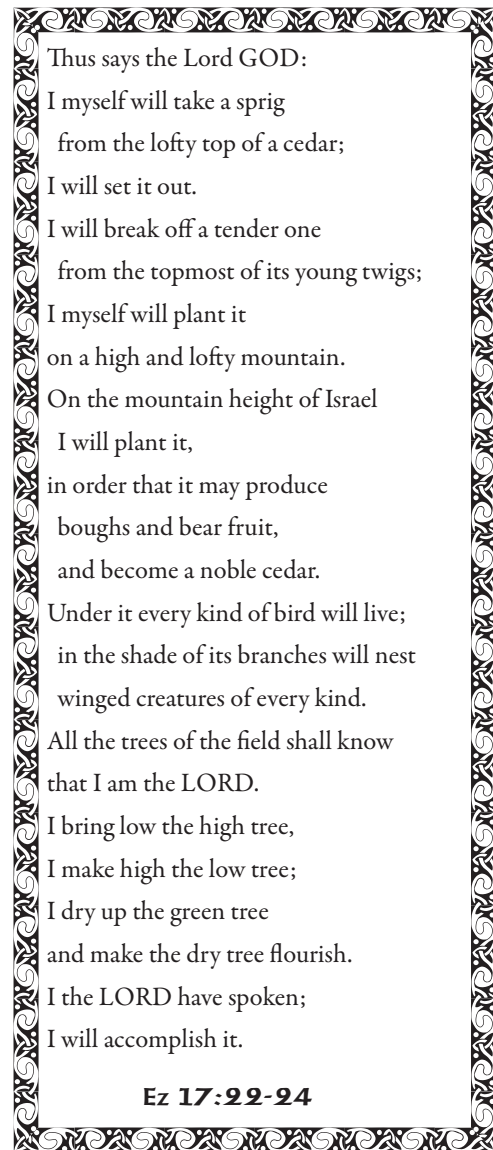 Thus says the Lord GOD:
I myself will take a sprig
from the lofty top of a cedar;
I will set it out.
I will break off a tender one
from the topmost of its young twigs;
I myself will plant it
on a high and lofty mountain.
On the mountain height of Israel
I will plant it,
in order that it may produce
boughs and bear fruit,
and become a noble cedar.
Under it every kind of bird will live;
in the shade of its branches will nest
winged creatures of every kind.
All the trees of the field shall know
that I am the LORD.
I bring low the high tree,
I make high the low tree;
I dry up the green tree
and make the dry tree flourish.
I the LORD have spoken;
I will accomplish it.
Ez 17:22-24